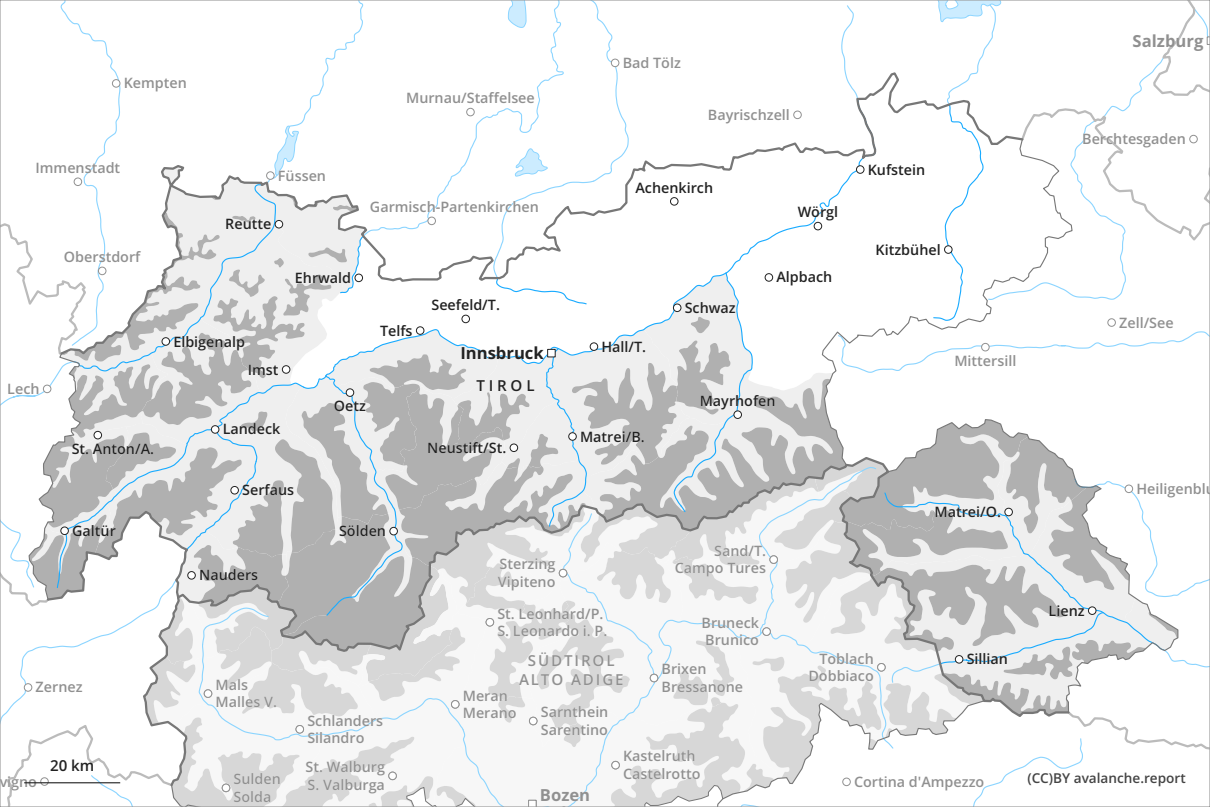 Salzburg
Bad Tölz
Kempten
Murnau/Staffelsee
Bayrischzell
Berchtesgaden
Immenstadt
Füssen
Kufstein
Achenkirch
Garmisch-Partenkirchen
Wörgl
Reutte
Kitzbühel
Oberstdorf
Ehrwald
Alpbach
Seefeld/T.
Schwaz
Zell/See
Telfs
Elbigenalp
Innsbruck
Hall/T.
Mittersill
Imst
TIROL
Lech
Oetz
Mayrhofen
Landeck
Matrei/B.
St. Anton/A.
Neustift/St.
Serfaus
Heiligenblu
Matrei/O.
Galtür
Sölden
Sand/T.
Campo Tures
Sterzing
Vipiteno
Nauders
St. Leonhard/P.
S. Leonardo i. P.
Lienz
Bruneck
Brunico
SÜDTIROL
ALTO ADIGE
Toblach
Dobbiaco
Sillian
Brixen
Bressanone
Zernez
Mals
Malles V.
Meran
Merano
Sarnthein
Sarentino
Schlanders
Silandro
Kastelruth
Castelrotto
St. Walburg
S. Valburga
20 km
vigno
Sulden
Solda
Cortina d'Ampezzo
(CC)BY avalanche.report
Bozen